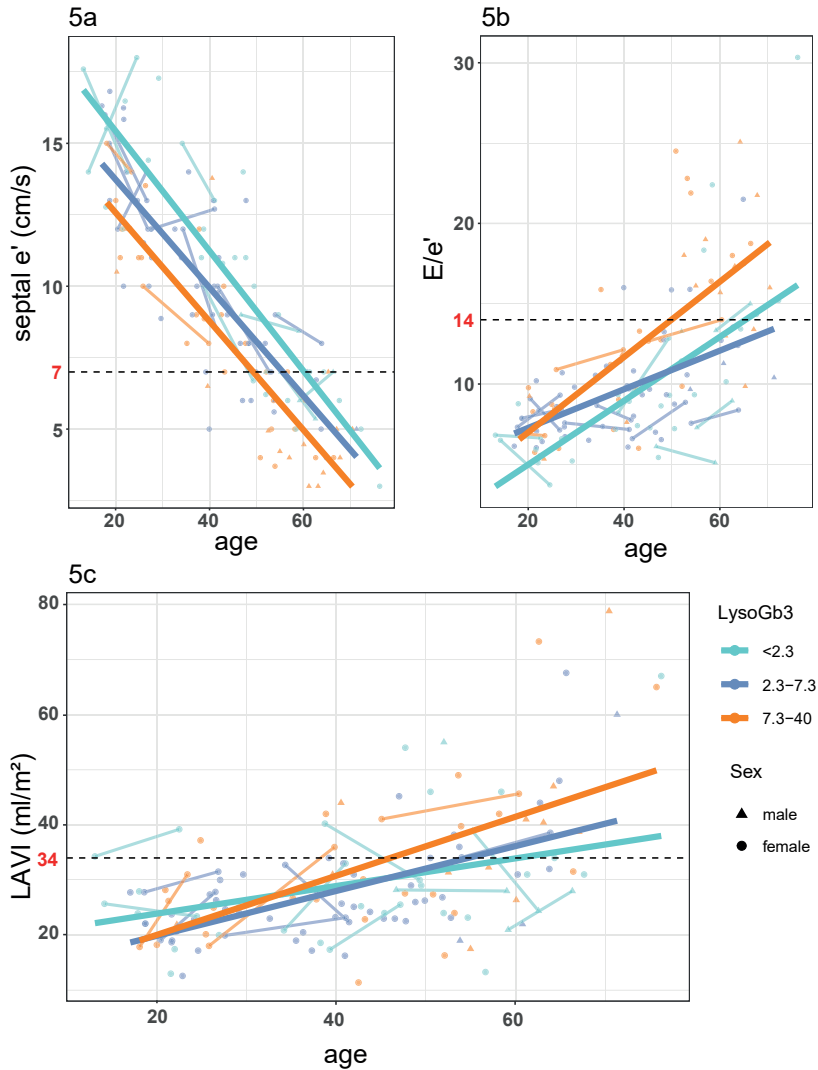 5a
5b
15
10
7
5
20 40 60
septal e' (cm/s)
age
30
20
14
10
20 40 60
E/e'
age
5c
80
60
40
34
20
20 40 60
LAVI (ml/m²)
age
LysoGb3
<2.3
2.3−7.3
7.3−40
Sex
male
female